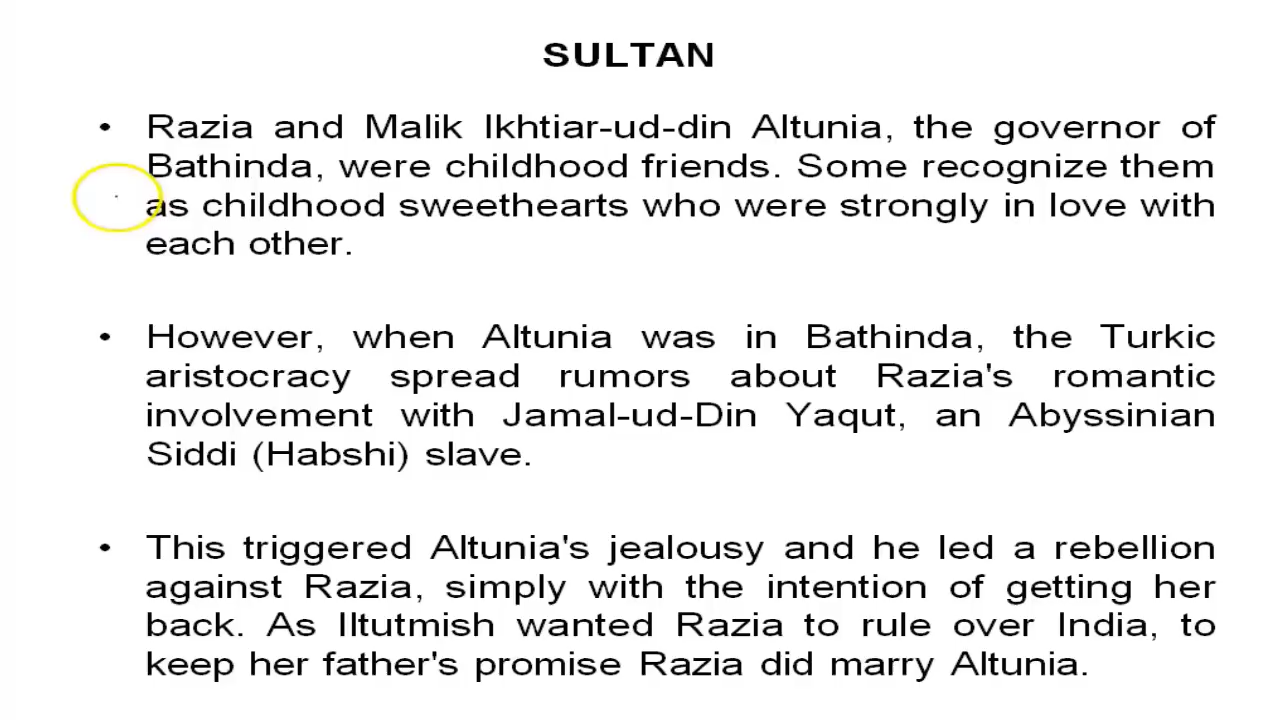 SULTAN
• Razia and Malik Ikhtiar-ud-din Altunia, the governor of
Bathinda, were childhood friends. Some recognize them
as childhood sweethearts who were strongly in love with
each other.
• However, when Altunia was in Bathinda, the Turkic
aristocracy spread rumors about Razia's romantic
involvement with Jamal-ud-Din Yaqut, an Abyssinian
Siddi (Habshi) slave.
• This triggered Altunia's jealousy and he led a rebellion
against Razia, simply with the intention of getting her
back. As Iltutmish wanted Razia to rule over India, to
keep her father's promise Razia did marry Altunia.